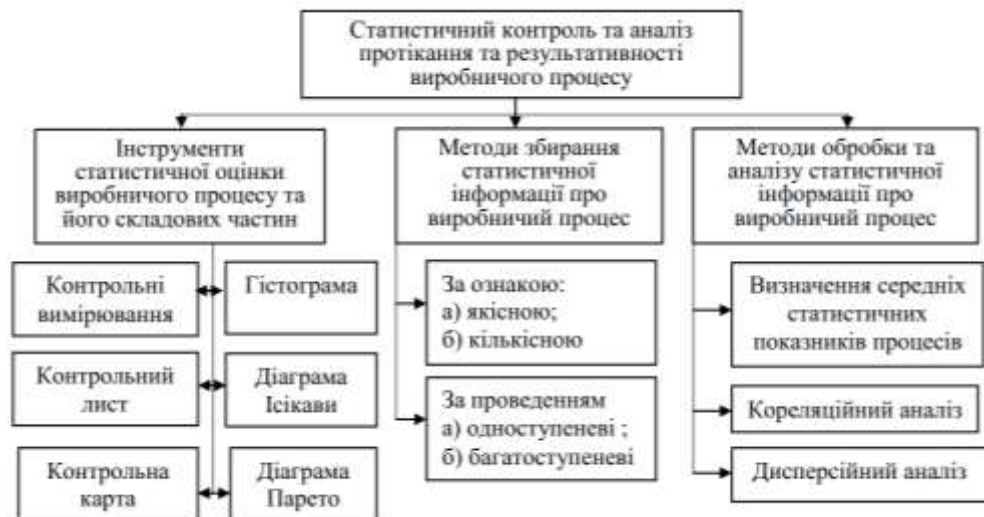 Статистичний контроль та аналіз
протікання та результативності
виробничого процесу
Інструменти
статистичної оцінки
виробничого процесу та
його складових частин
Методи збирання
статистичної
інформації про
виробничий процес
Методи обробки та
аналізу статистичної
інформації про
виробничий процес
Контрольні
вимірювання
Гістограма
Контрольний
лист
Діаграма
Ісікави
Контрольна
карта
Діаграма
Парето
За ознакою:
а) якісною;
б) кількісною
За проведенням
а) одноступеневі ;
б) багатоступеневі
Визначення середніх
статистичних
показників процесів
Кореляційний аналіз
Дисперсійний аналіз